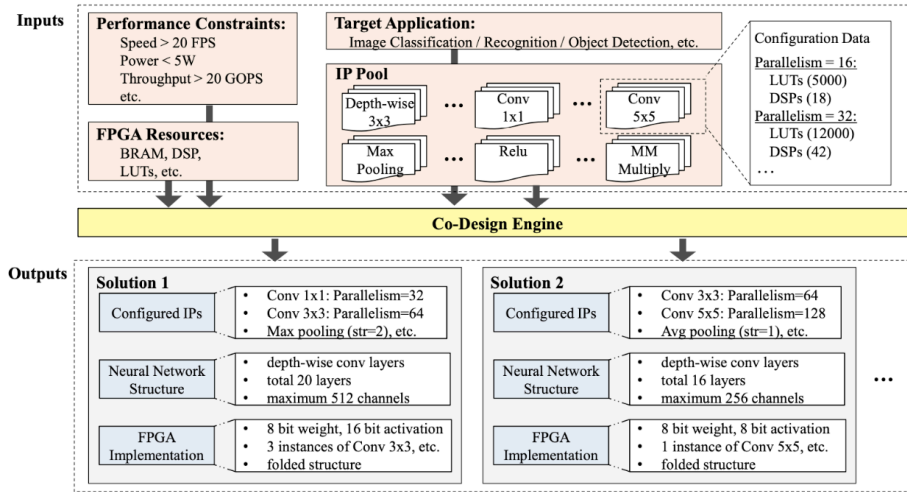 Inputs
Performance Constraints:
Speed > 20 FPS
Power < 5W
Throughput > 20 GOPS
etc.
FPGA Resources:
BRAM, DSP,
LUTs, etc.
Target Application:
Image Classification / Recognition / Object Detection, etc.
IP Pool
Depth-wise
3x3
...
Conv
1x1
...
Conv
5x5
Max
Pooling
...
Relu
...
MM
Multiply
Configuration Data
Parallelism = 16:
LUTs (5000)
DSPs (18)
Parallelism = 32:
LUTs (12000)
DSPs (42)
...
Co-Design Engine
Outputs
Solution 1
Configured IPs
• Conv 1x1: Parallelism=32
• Conv 3x3: Parallelism=64
• Max pooling (str=2), etc.
Neural Network
Structure
• depth-wise conv layers
• total 20 layers
• maximum 512 channels
FPGA
Implementation
• 8 bit weight, 16 bit activation
• 3 instances of Conv 3x3, etc.
• folded structure
Solution 2
Configured IPs
• Conv 3x3: Parallelism=64
• Conv 5x5: Parallelism=128
• Avg pooling (str=1), etc.
Neural Network
Structure
• depth-wise conv layers
• total 16 layers
• maximum 256 channels
FPGA
Implementation
• 8 bit weight, 8 bit activation
• 1 instance of Conv 5x5, etc.
• folded structure
...